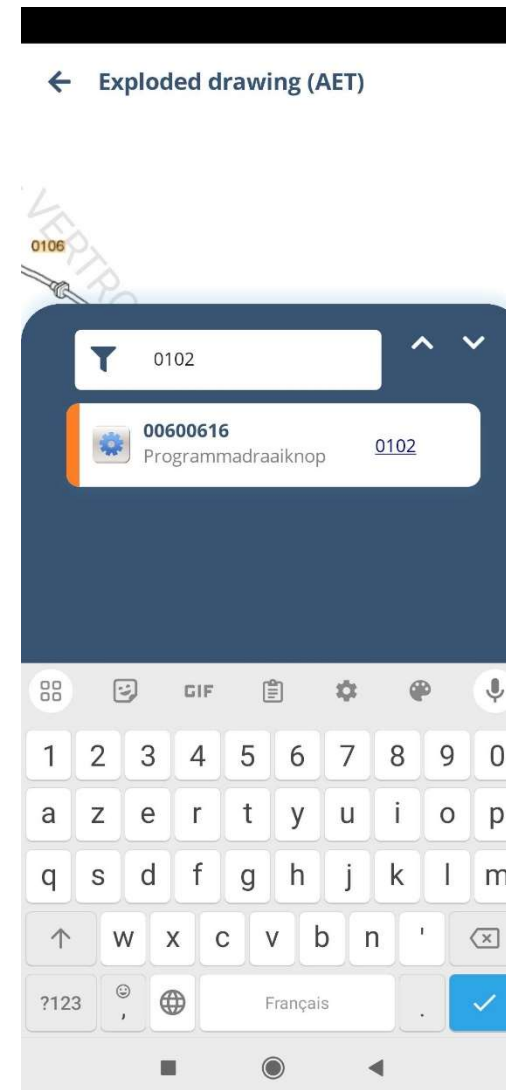 Exploded drawing (AET)
VERTRO
0106
0102
00600616
Programmadraaiknop
0102
GIF
1 2 3 4 5 6 7 8 9 0
a z e r t y u i o p
q s d f g h j k l m
w x c v b n '
?123 , Français .